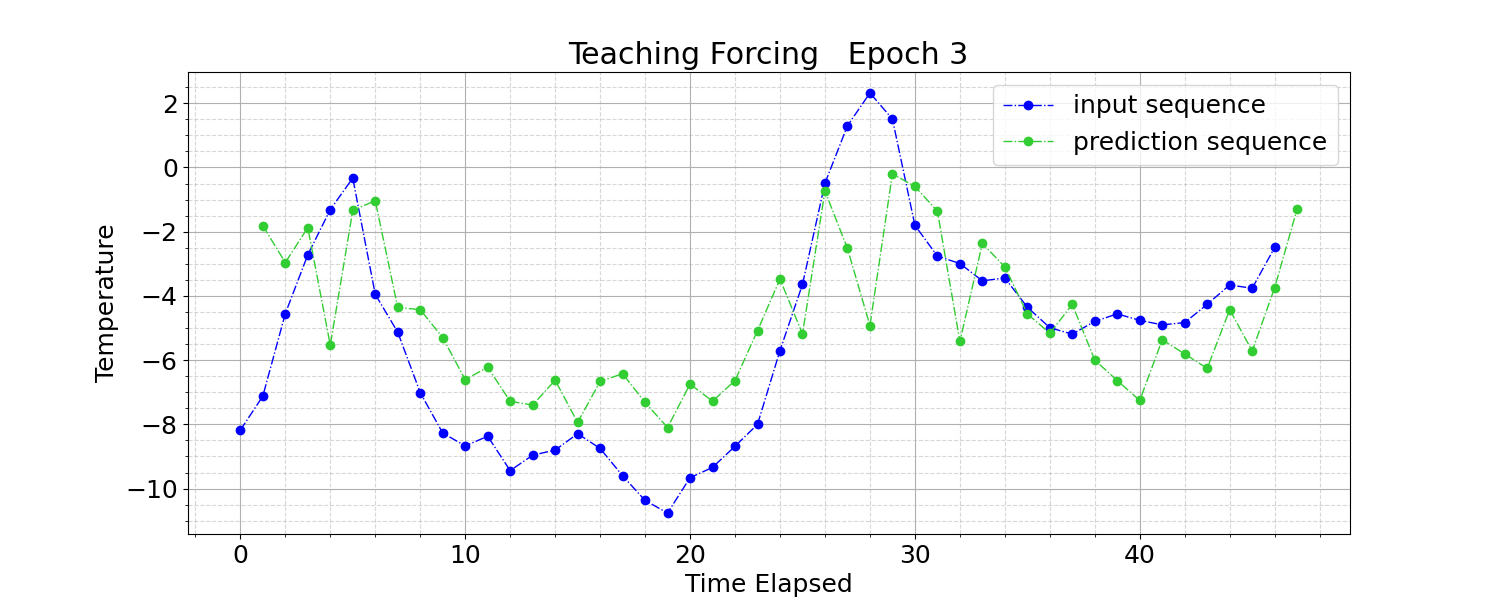 Teaching Forcing   Epoch 3
input sequence
prediction sequence
Temperature
2
0
−2
−4
−6
−8
−10
0 10 20 30 40
Time Elapsed